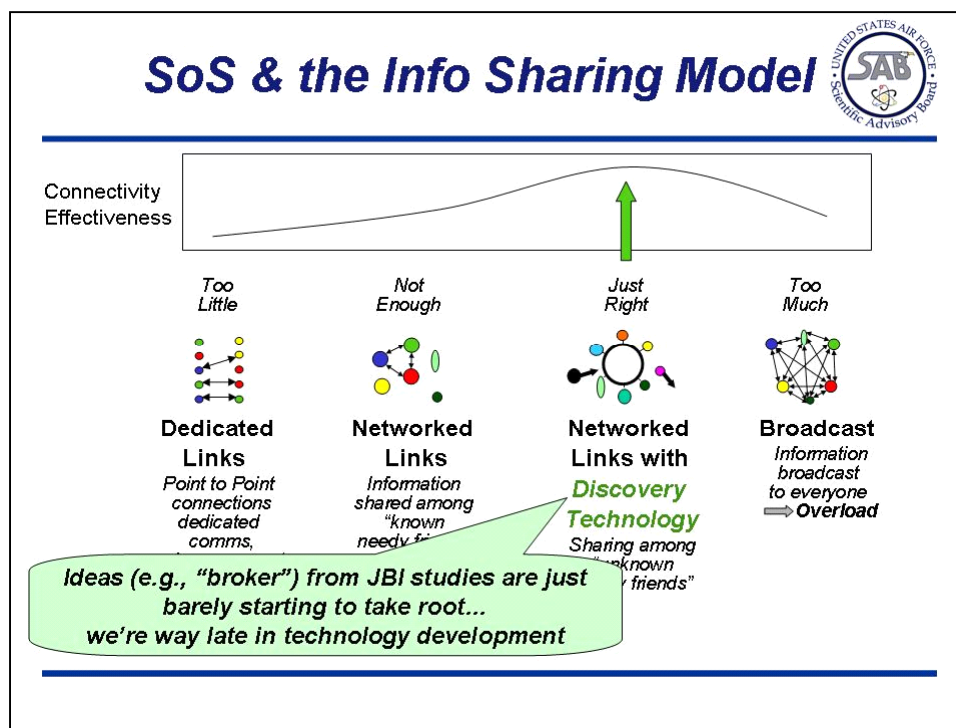 SoS & the Info Sharing Model
UNITED STATES AIR FORCE
SAB
Scientific Advisory Board
Connectivity
Effectiveness
Too
Little
Not
Enough
Just
Right
Too
Much
Dedicated
Links
Point to Point
connections
dedicated
comms,
Networked
Links
Information
shared among
“known
needy
Networked
Links with
Discovery
Technology
Sharing among
friends”
Broadcast
Information
broadcast
to everyone
Overload
Ideas (e.g., “broker”) from JBI studies are just
barely starting to take root...
we’re way late in technology development